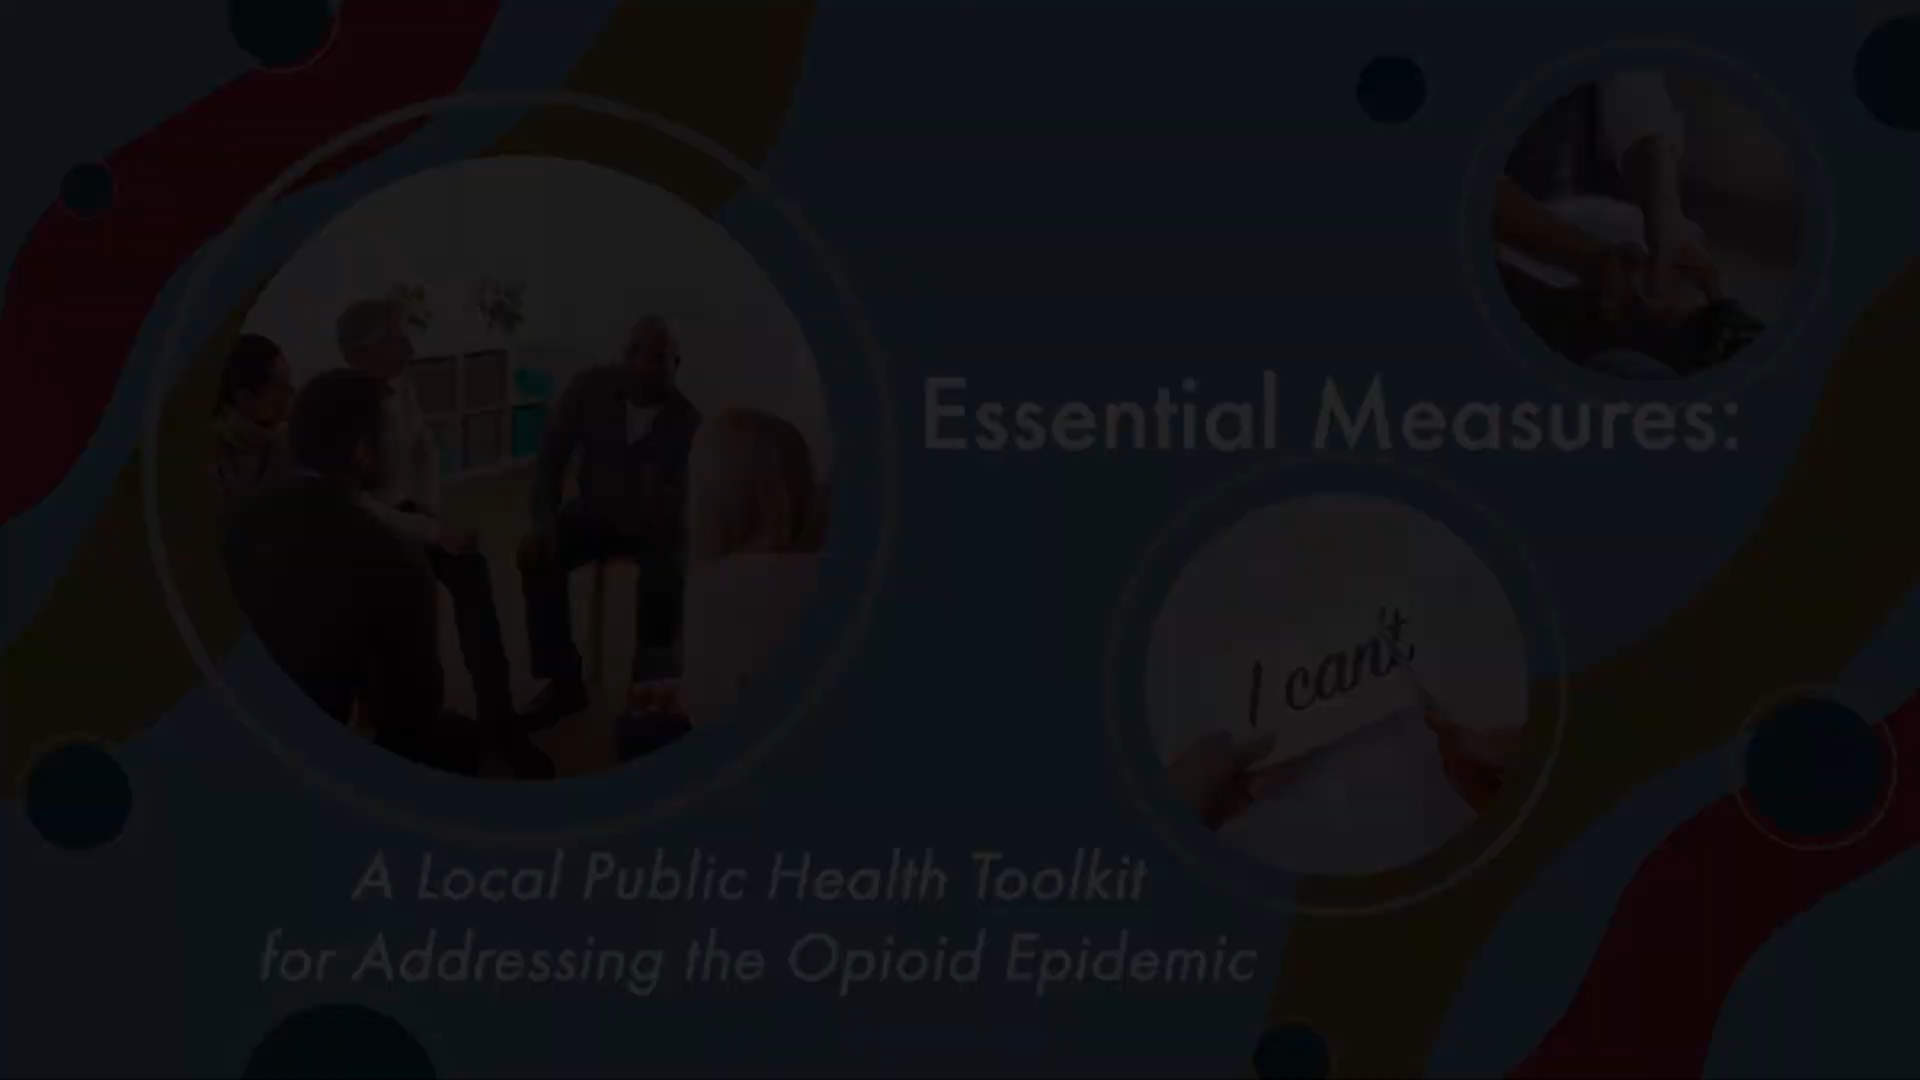 Essential Measures:
I can't
A Local Public Health Toolkit
for Addressing the Opioid Epidemic